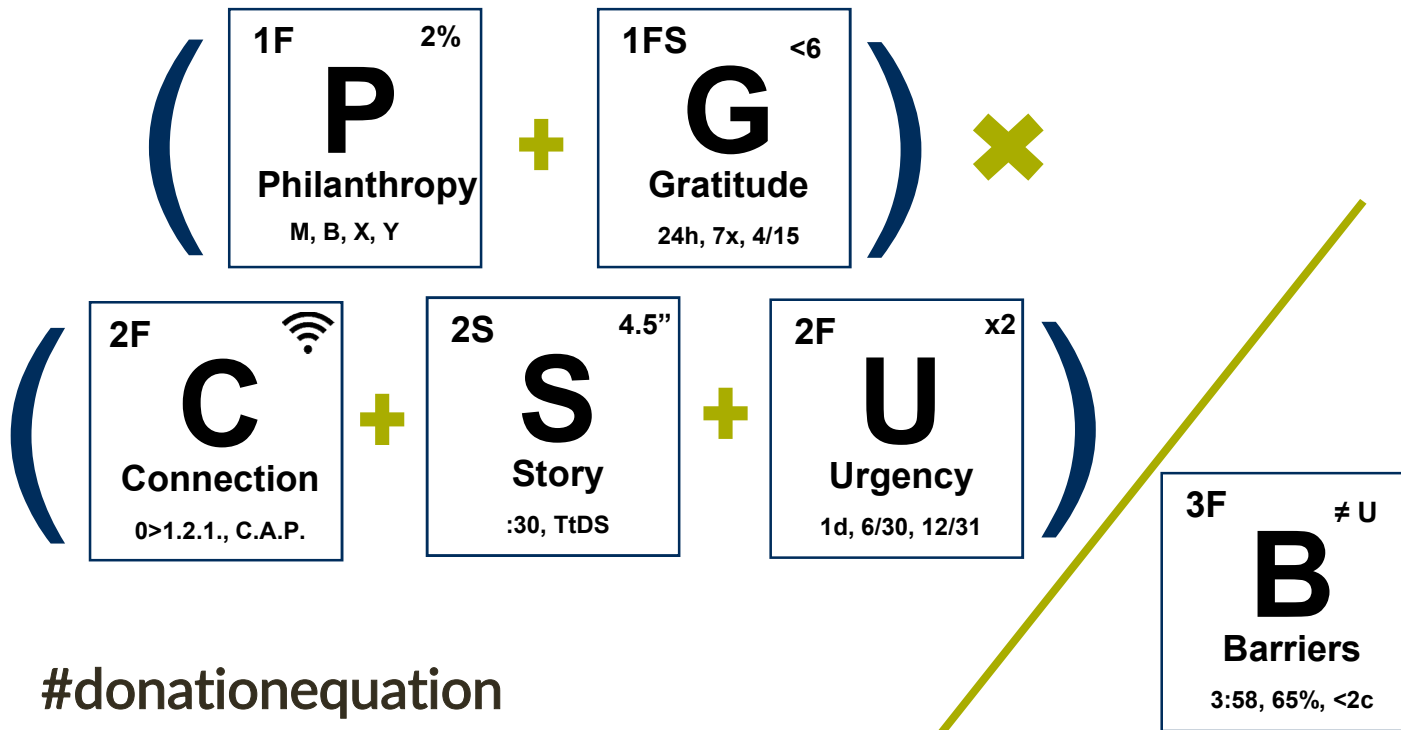 1F 2%
P
Philanthropy
M, B, X, Y
+
1FS <6
G
Gratitude
24h, 7x, 4/15
2F
C
Connection
0>1.2.1., C.A.P.
+
2S 4.5”
S
Story
:30, TtDS
+
2F x2
U
Urgency
1d, 6/30, 12/31
3F ≠ U
B
Barriers
3:58, 65%, <2c
#donationequation